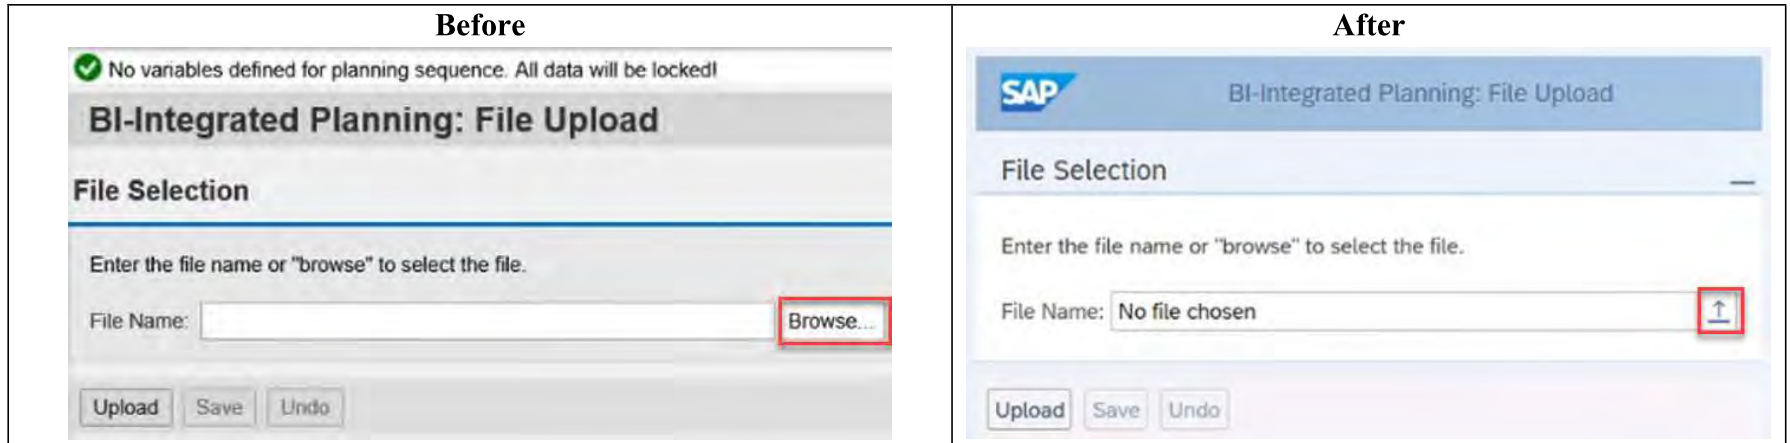 Before
No variables defined for planning sequence. All data will be locked!
BI-Integrated Planning: File Upload
File Selection
Enter the file name or "browse" to select the file.
File Name: Browse...
Upload Save Undo
After
SAP BI-Integrated Planning: File Upload
File Selection
Enter the file name or "browse" to select the file.
File Name: No file chosen
Upload Save Undo